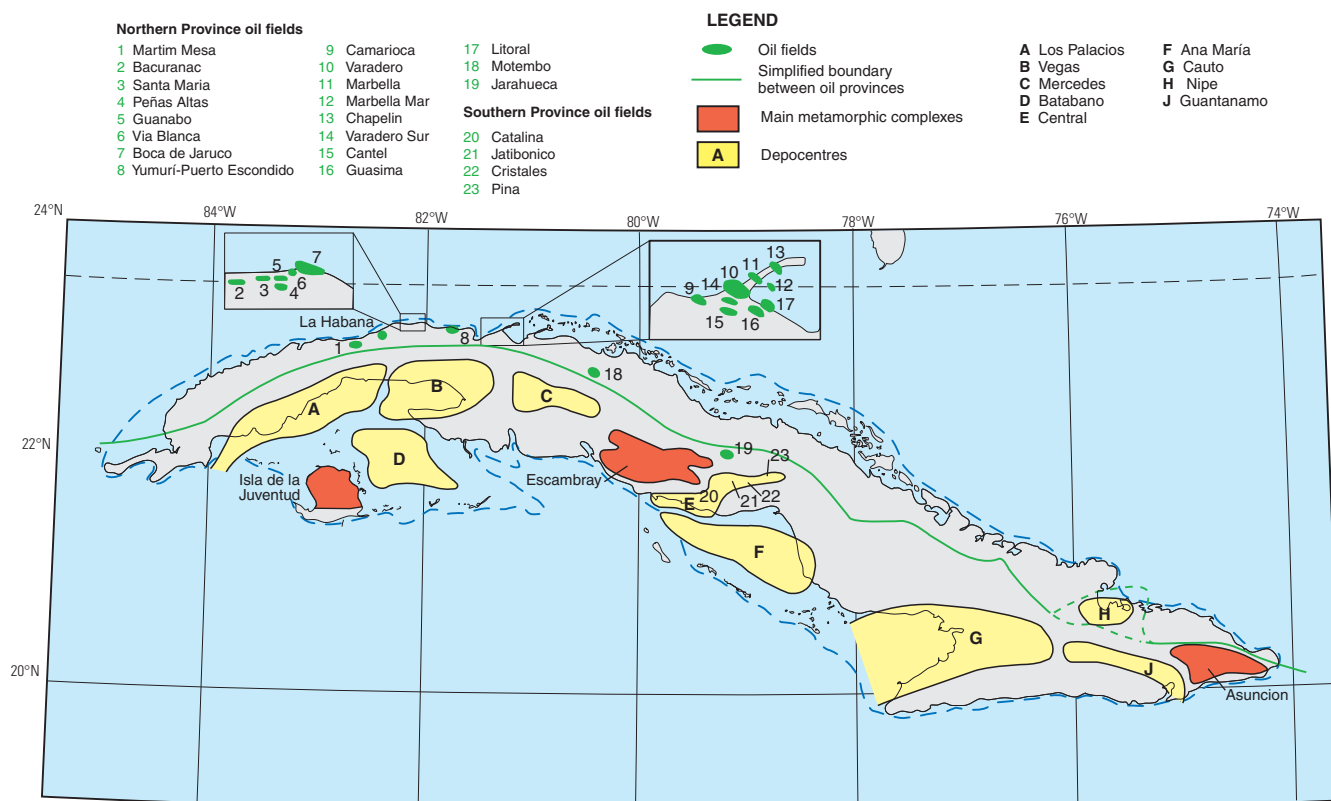 LEGEND
Northern Province oil fields
1 Martim Mesa
2 Bacuranac
3 Santa Maria
4 Peñas Altas
5 Guanabo
6 Via Blanca
7 Boca de Jaruco
8 Yumurí-Puerto Escondido
9 Camarioca
10 Varadero
11 Marbella
12 Marbella Mar
13 Chapelin
14 Varadero Sur
15 Cantel
16 Guasima
17 Litoral
18 Motembo
19 Jarahueca
Southern Province oil fields
20 Catalina
21 Jatibonico
22 Cristales
23 Pina
Oil fields
Simplified boundary
between oil provinces
Main metamorphic complexes
A Depocentres
A Los Palacios
B Vegas
C Mercedes
D Batabano
E Central
F Ana María
G Cauto
H Nipe
J Guantanamo
24°N
84°W
82°W
80°W
78°W
76°W
74°W
7
5
6
2 3 4
13
11
10
14
9
12
17
15 16
La Habana
1
8
18
B
C
A
22°N
19
D
23
Isla de la
Juventud
Escambray
E
20
21
22
F
H
G
20°N
J
Asuncion